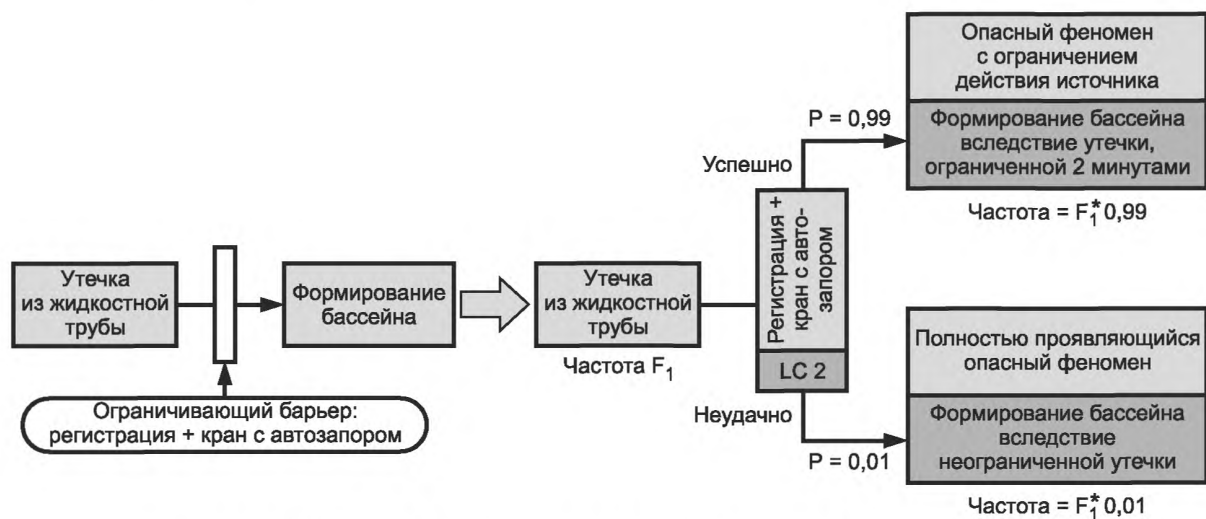 Опасный феномен
с ограничением
действия источника
P = 0,99
Формирование бассейна
вследствие утечки,
ограниченной 2 минутами
Успешно
Частота = F₁* 0,99
Регистрация +
кран с авто-
запором
LC 2
Утечка
из жидкостной
трубы
Формирование
бассейна
Утечка
из жидкостной
трубы
Частота F₁
Ограничивающий барьер:
регистрация + кран с автозапором
Неудачно
P = 0,01
Полностью проявляющийся
опасный феномен
Формирование бассейна
вследствие
неограниченной утечки
Частота = F₁* 0,01